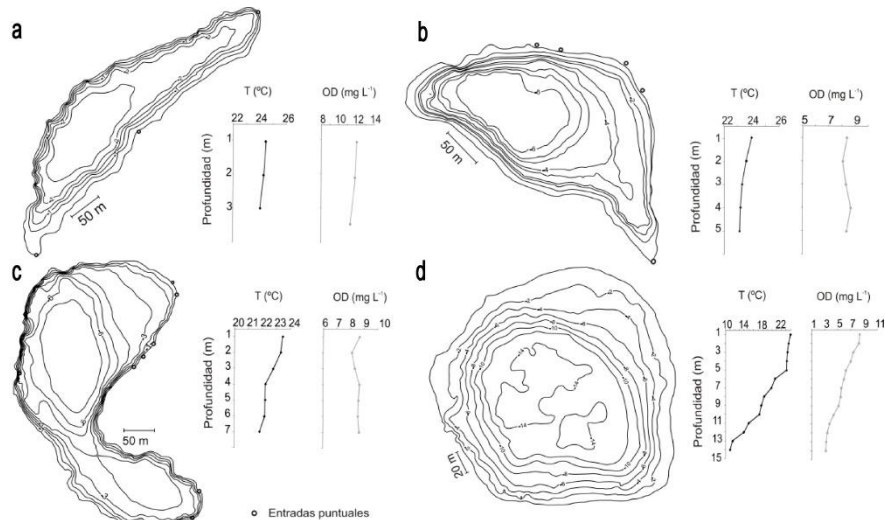 a
T (ºC)
22 24 26
OD (mg L⁻¹)
8 10 12 14
Profundidad (m)
1
2
3
50 m
b
T (ºC)
22 24 26
OD (mg L⁻¹)
5 7 9
Profundidad (m)
1
2
3
4
5
50 m
c
T (ºC)
20 21 22 23 24
OD (mg L⁻¹)
6 7 8 9 10
Profundidad (m)
1
2
3
4
5
6
7
50 m
Entradas puntuales
d
T (ºC)
10 14 18 22
OD (mg L⁻¹)
1 3 5 7 9 11
Profundidad (m)
1
3
5
7
9
11
13
15
20 m